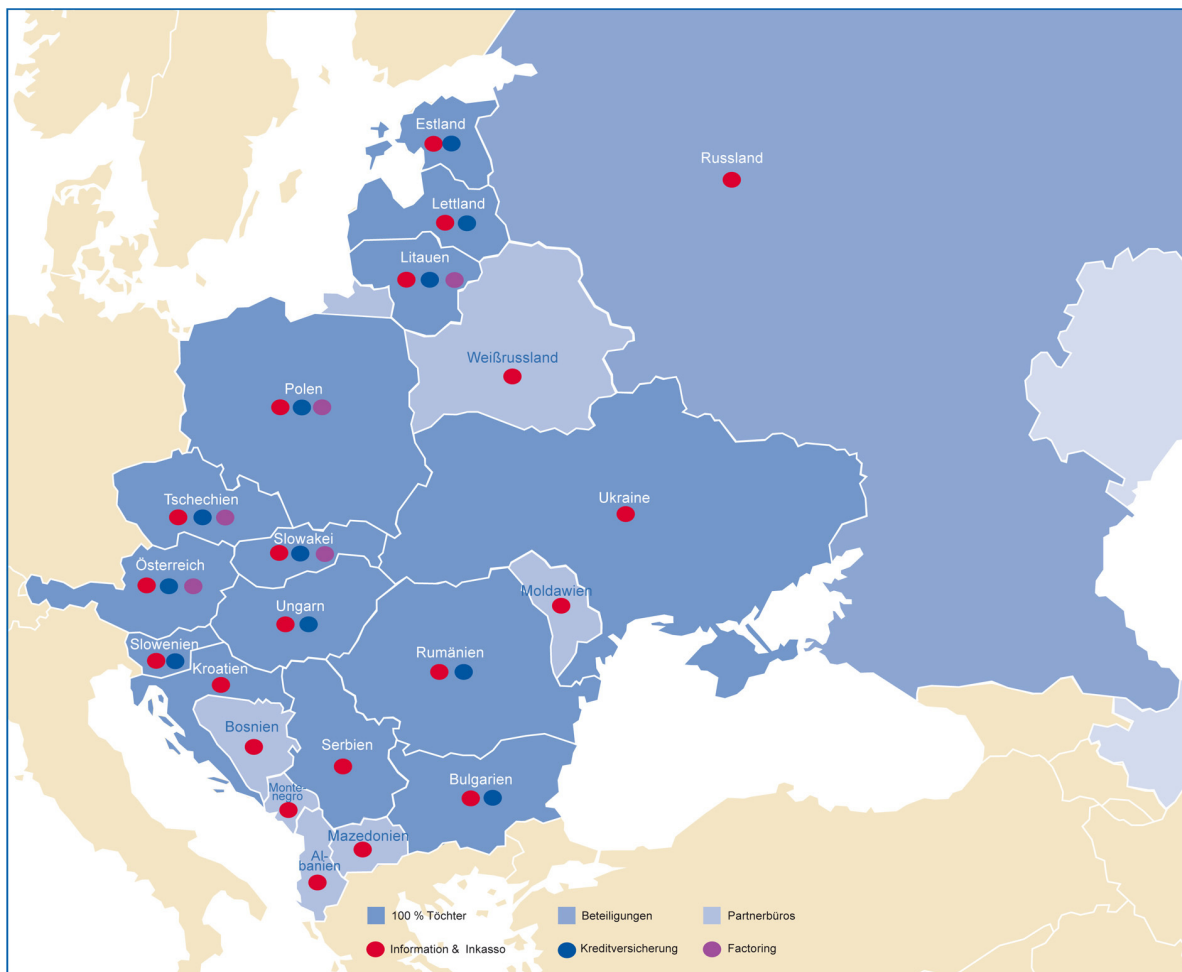 Estland
Russland
Lettland
Litauen
Weißrussland
Polen
Tschechien
Ukraine
Slowakei
Österreich
Moldawien
Ungarn
Slowenien
Rumänien
Kroatien
Bosnien
Serbien
Bulgarien
Monte-
negro
Mazedonien
Al-
banien
100 % Töchter
Beteiligungen
Partnerbüros
Information & Inkasso
Kreditversicherung
Factoring